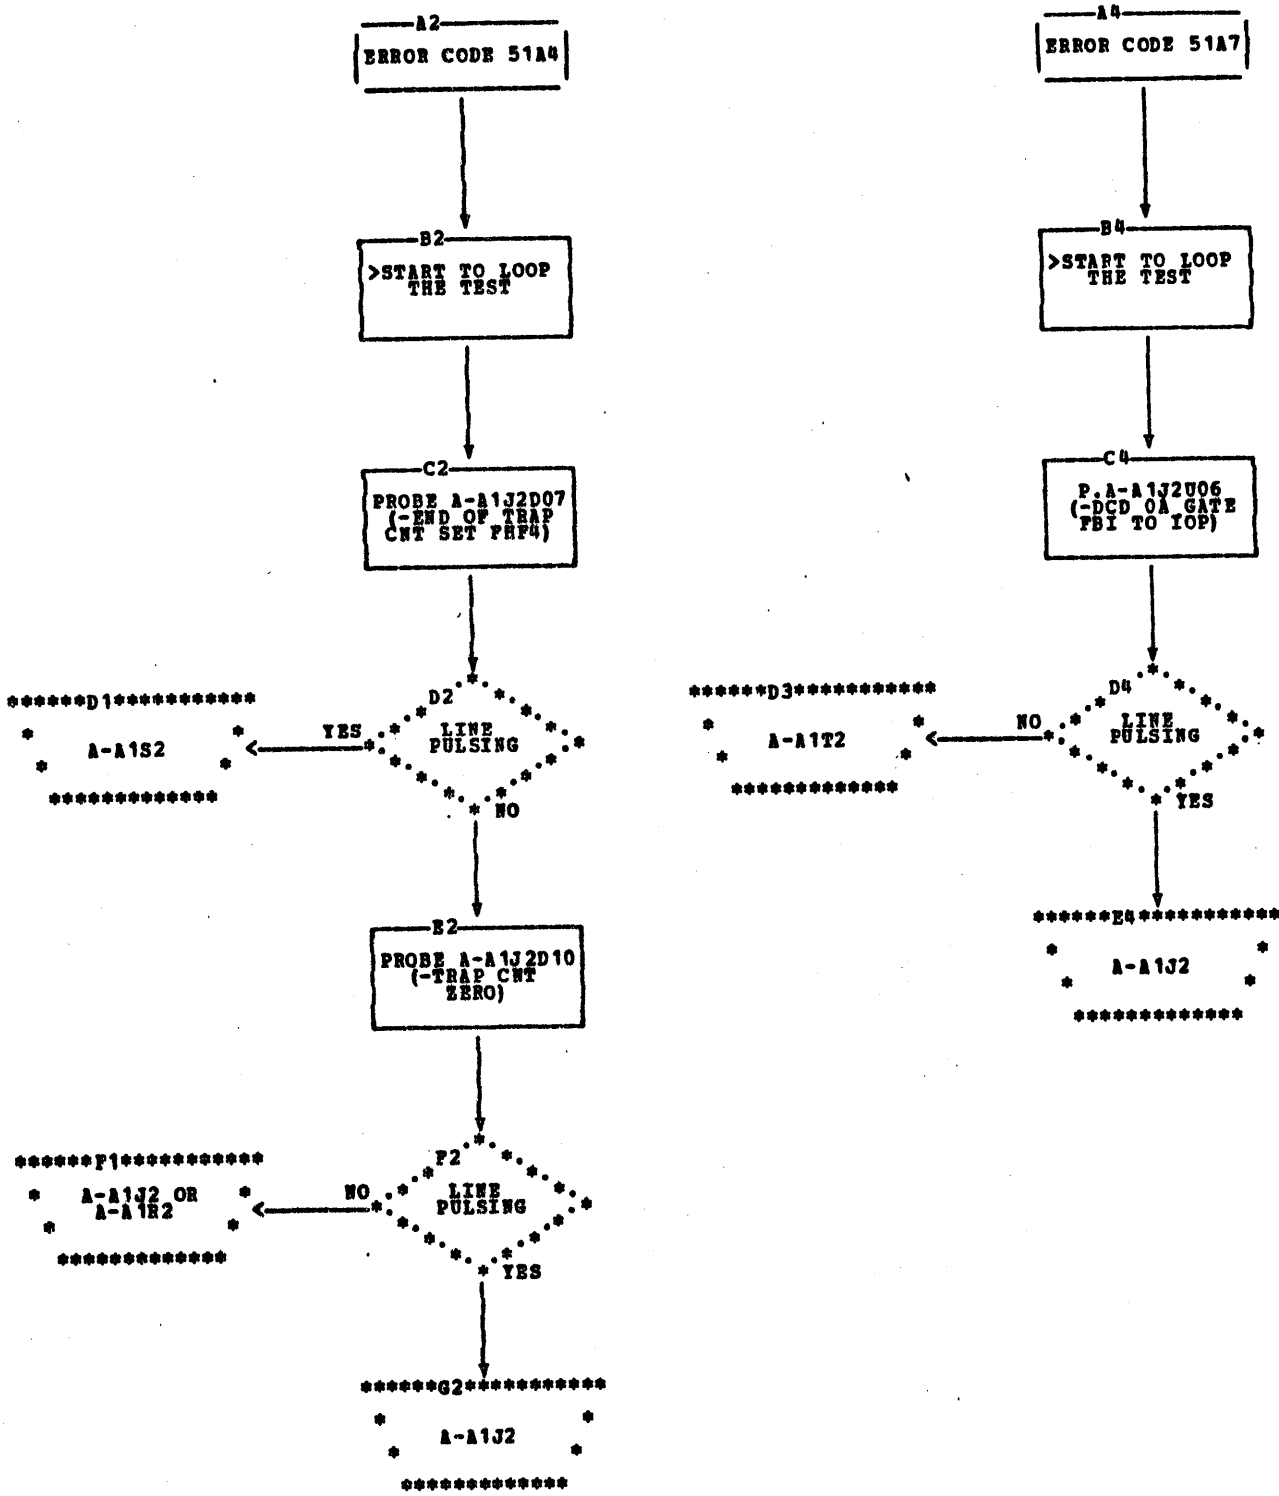 A2
ERROR CODE 51A4
B2
>START TO LOOP
THE TEST
C2
PROBE A-A1J2D07
(-END OF TRAP
CNT SET FHF4)
D2
LINE
PULSING
YES
NO
******D1***********
A-A1S2
*************
E2
PROBE A-A1J2D10
(-TRAP CNT
ZERO)
F2
LINE
PULSING
NO
YES
******F1***********
A-A1J2 OR
A-A1R2
*************
******G2***********
A-A1J2
*************
A4
ERROR CODE 51A7
B4
>START TO LOOP
THE TEST
C4
P.A-A1J2U06
(-DCD 0A GATE
FBI TO IOP)
D4
LINE
PULSING
NO
YES
******D3***********
A-A1T2
*************
******E4***********
A-A1J2
*************